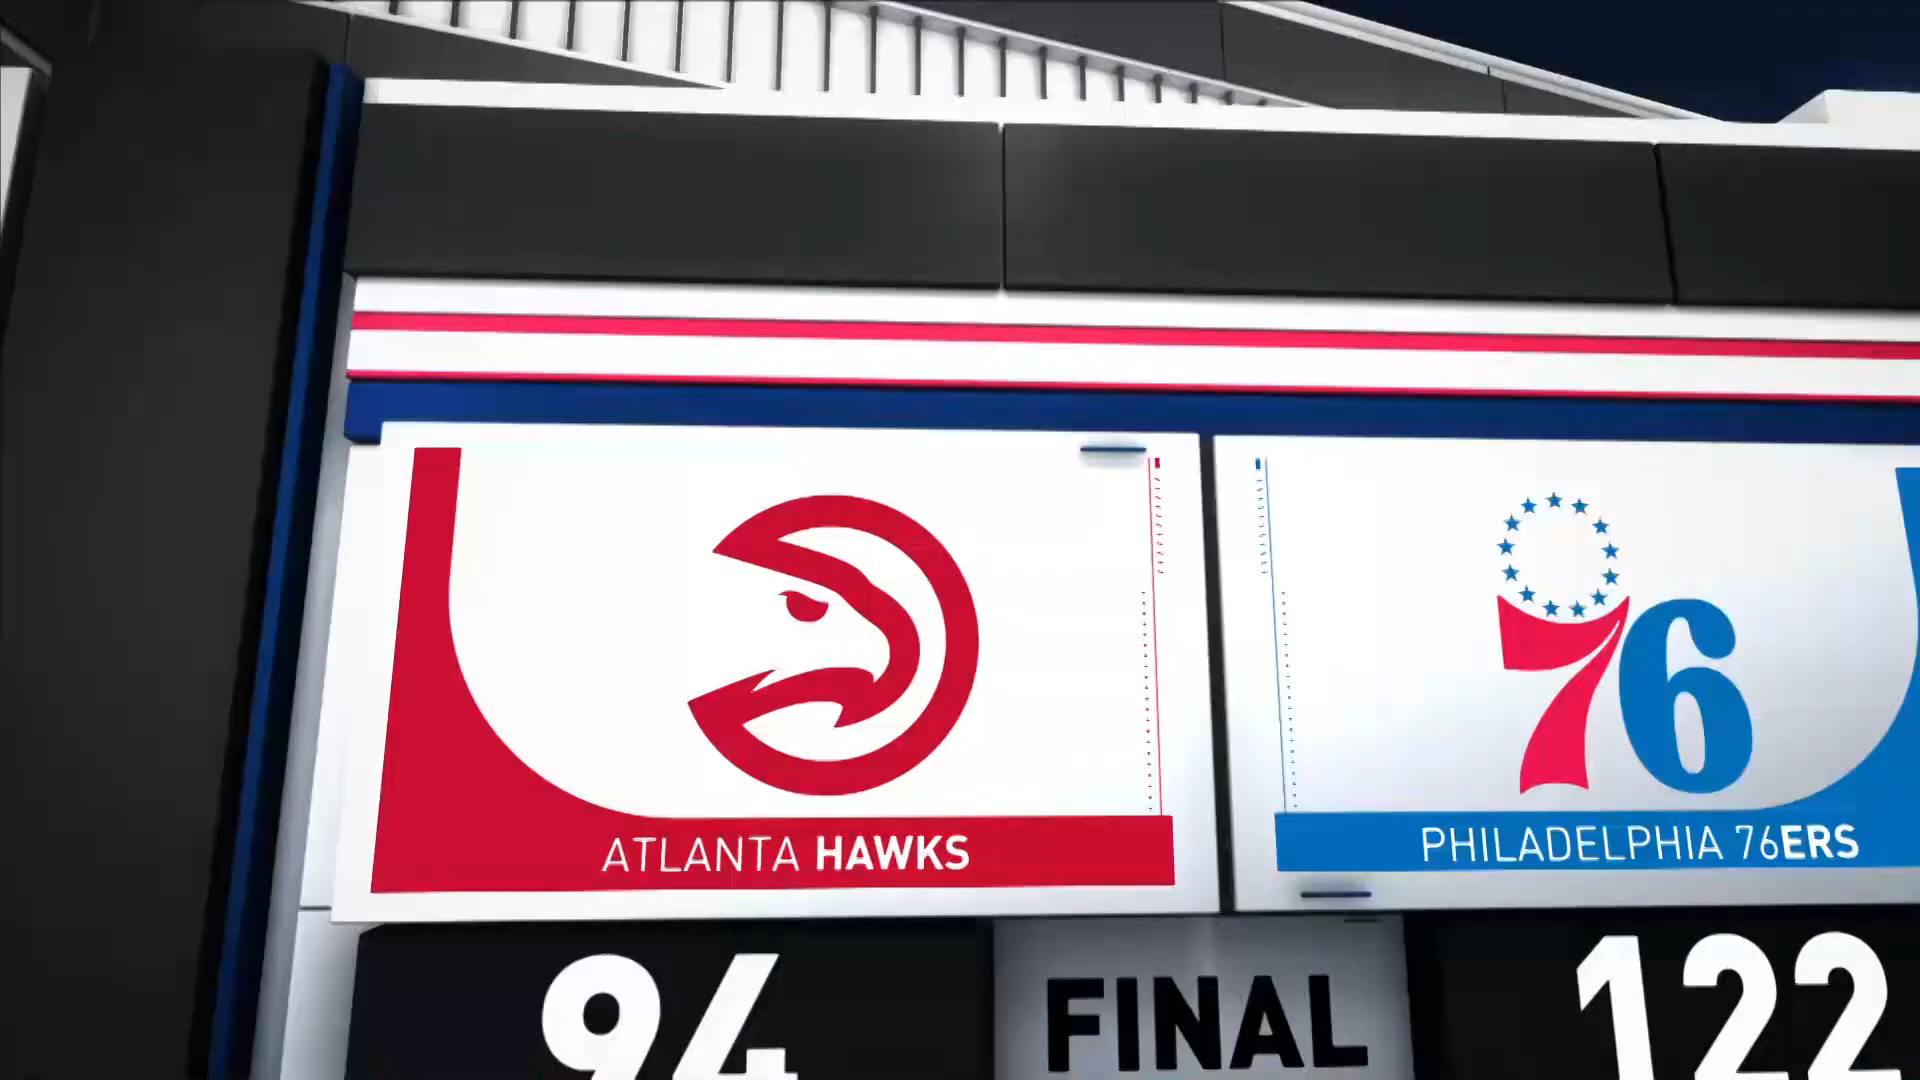 76
ATLANTA HAWKS
PHILADELPHIA 76ERS
94
FINAL
122